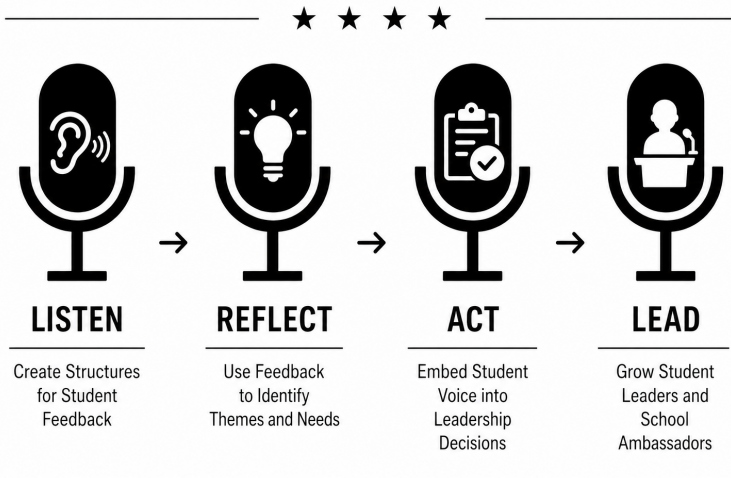 LISTEN
Create Structures
for Student
Feedback
REFLECT
Use Feedback
to Identify
Themes and Needs
ACT
Embed Student
Voice into
Leadership
Decisions
LEAD
Grow Student
Leaders and
School
Ambassadors